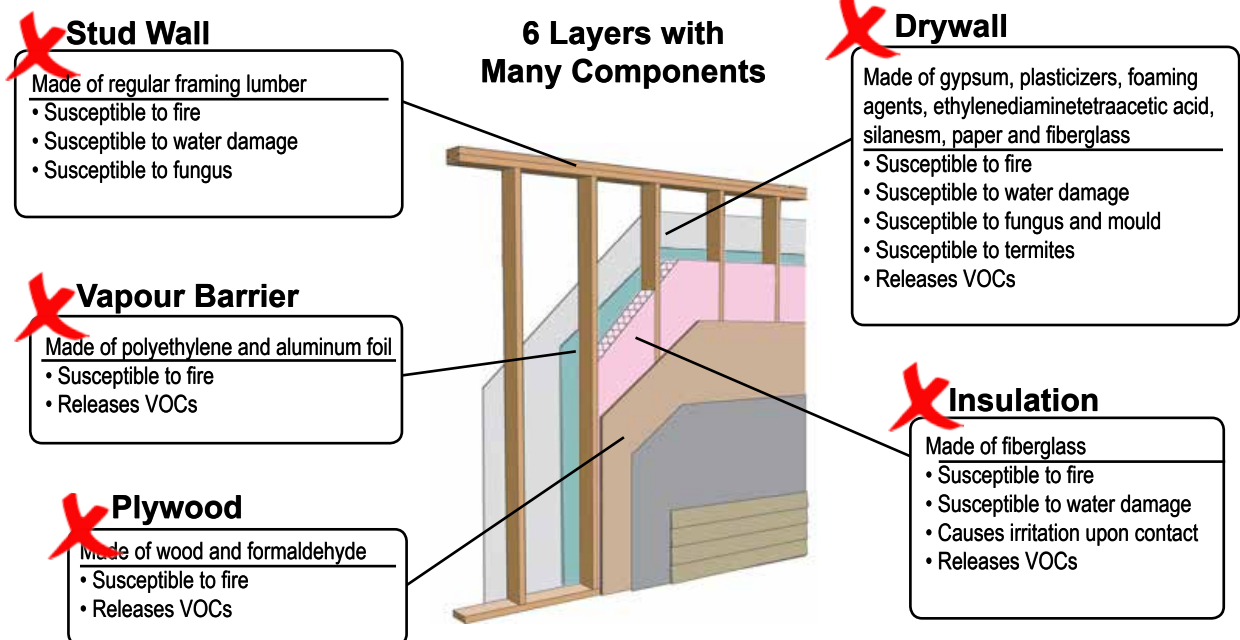 Stud Wall
Made of regular framing lumber
• Susceptible to fire
• Susceptible to water damage
• Susceptible to fungus
6 Layers with
Many Components
Drywall
Made of gypsum, plasticizers, foaming
agents, ethylenediaminetetraacetic acid,
silanesm, paper and fiberglass
• Susceptible to fire
• Susceptible to water damage
• Susceptible to fungus and mould
• Susceptible to termites
• Releases VOCs
Vapour Barrier
Made of polyethylene and aluminum foil
• Susceptible to fire
• Releases VOCs
Insulation
Made of fiberglass
• Susceptible to fire
• Susceptible to water damage
• Causes irritation upon contact
• Releases VOCs
Plywood
Made of wood and formaldehyde
• Susceptible to fire
• Releases VOCs